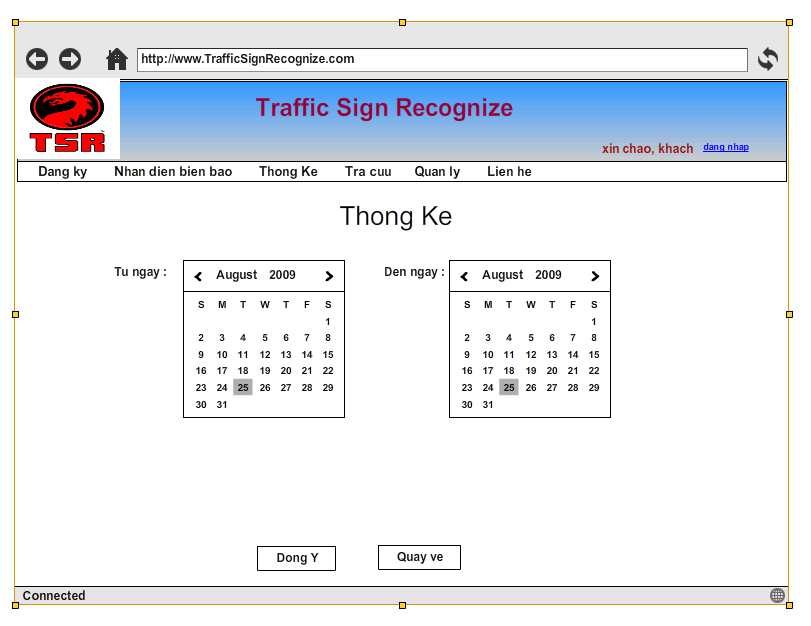 http://www.TrafficSignRecognize.com
Traffic Sign Recognize
TSR
xin chao, khach dang nhap
Dang ky Nhan dien bien bao Thong Ke Tra cuu Quan ly Lien he
Thong Ke
Tu ngay :
August 2009
S M T W T F S
1
2 3 4 5 6 7 8
9 10 11 12 13 14 15
16 17 18 19 20 21 22
23 24 25 26 27 28 29
30 31
Den ngay :
August 2009
S M T W T F S
1
2 3 4 5 6 7 8
9 10 11 12 13 14 15
16 17 18 19 20 21 22
23 24 25 26 27 28 29
30 31
Dong Y Quay ve
Connected